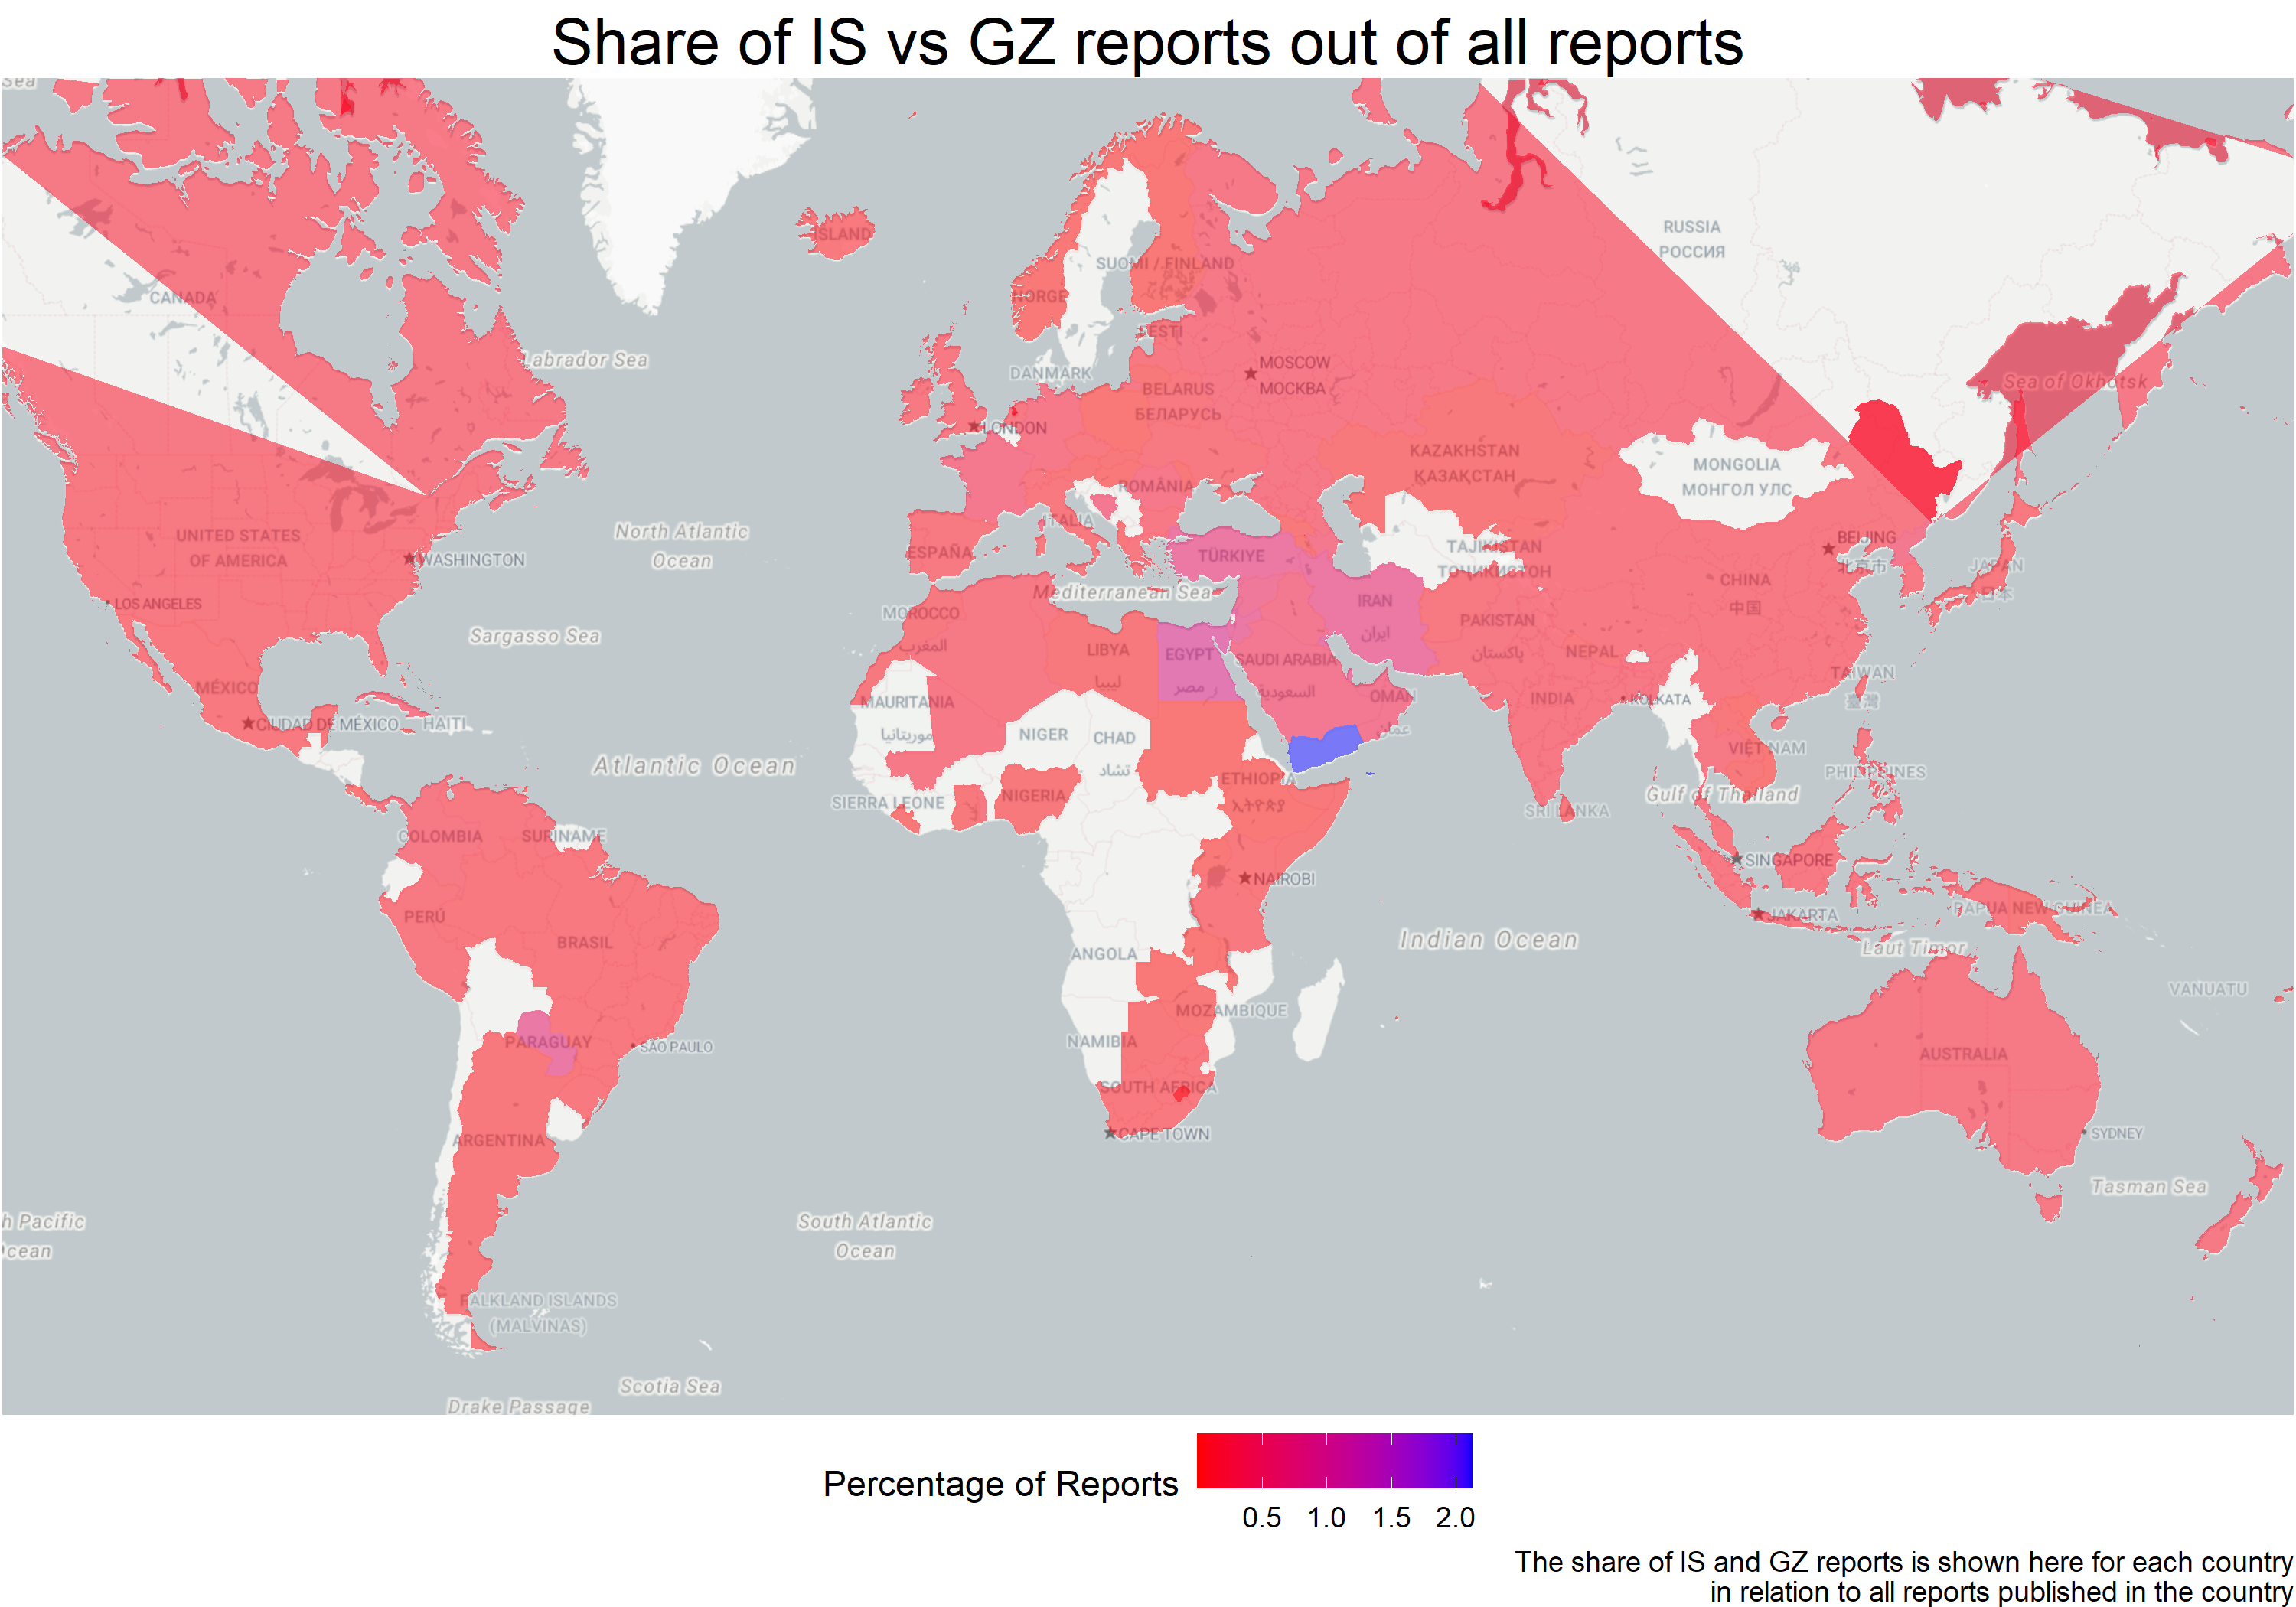 Share of IS vs GZ reports out of all reports
Sea
ISLAND
SUOMI / FINLAND
NORGE
EESTI
DANMARK
LONDON
BELARUS
БЕЛАРУСЬ
MOSCOW
МОСКВА
RUSSIA
РОССИЯ
CANADA
Labrador Sea
Sea of Okhotsk
KAZAKHSTAN
ҚАЗАҚСТАН
MONGOLIA
МОНГОЛ УЛС
ROMÂNIA
ITALIA
ESPAÑA
TÜRKIYE
UNITED STATES
OF AMERICA
WASHINGTON
LOS ANGELES
North Atlantic
Ocean
Sargasso Sea
Mediterranean Sea
TAJIKISTAN
ТОҶИКИСТОН
BEIJING
北京市
JAPAN
日本
CHINA
中国
MOROCCO
المغرب
LIBYA
ليبيا
EGYPT
مصر
IRAN
ایران
PAKISTAN
پاکستان
NEPAL
SAUDI ARABIA
السعودية
OMAN
عمان
INDIA
KOLKATA
TAIWAN
臺灣
MÉXICO
CIUDAD DE MÉXICO
HAITI
MAURITANIA
موريتانيا
NIGER
CHAD
تشاد
Atlantic Ocean
SIERRA LEONE
NIGERIA
ETHIOPIA
ኢትዮጵያ
VIỆT NAM
PHILIPPINES
Gulf of Thailand
SRI LANKA
COLOMBIA
SURINAME
SINGAPORE
NAIROBI
PERÚ
BRASIL
JAKARTA
PAPUA NEW GUINEA
Indian Ocean
Laut Timor
ANGOLA
VANUATU
MOZAMBIQUE
NAMIBIA
PARAGUAY
SÃO PAULO
AUSTRALIA
SOUTH AFRICA
CAPE TOWN
ARGENTINA
SYDNEY
Tasman Sea
h Pacific
Ocean
South Atlantic
Ocean
FALKLAND ISLANDS
(MALVINAS)
Scotia Sea
Drake Passage
Percentage of Reports
0.5 1.0 1.5 2.0
The share of IS and GZ reports is shown here for each country
in relation to all reports published in the country